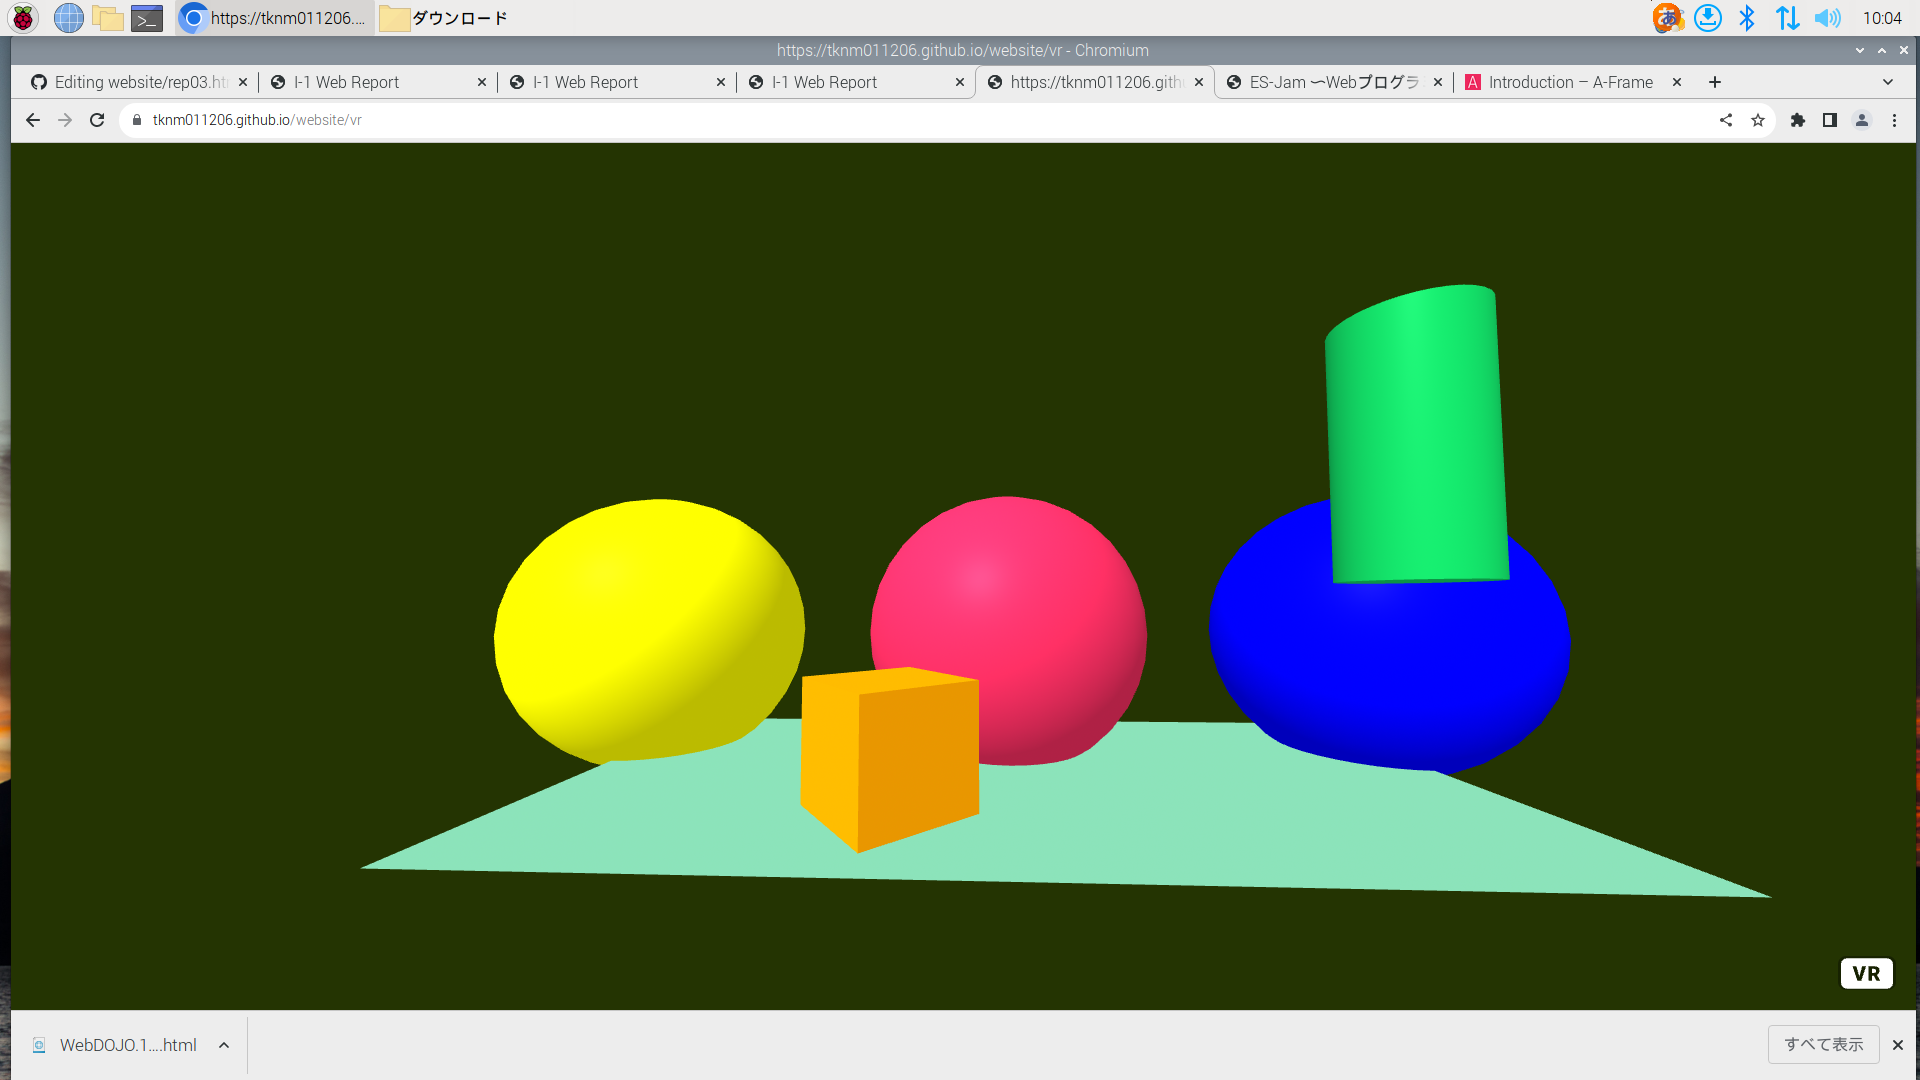 https://tknm011206....
ダウンロード
10:04
https://tknm011206.github.io/website/vr - Chromium
Editing website/rep03.ht
I-1 Web Report
I-1 Web Report
I-1 Web Report
https://tknm011206.gith
ES-Jam ～Webプログラ
A
Introduction – A-Frame
tknm011206.github.io/website/vr
VR
WebDOJO.1....html
すべて表示